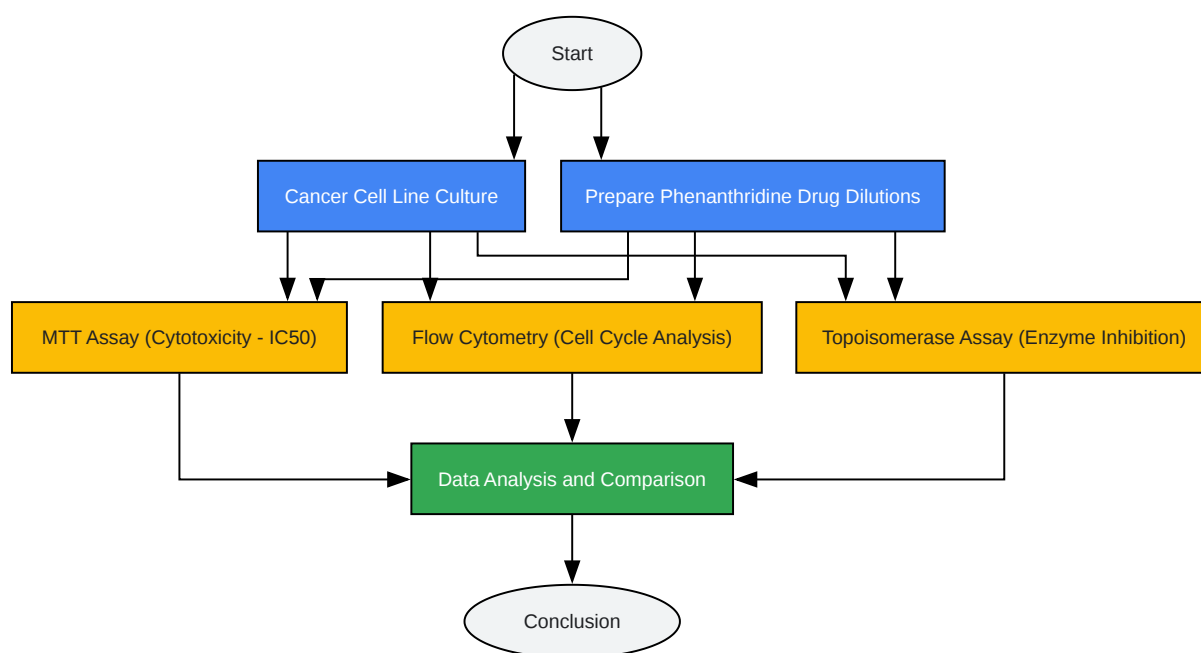 Start
Cancer Cell Line Culture
Prepare Phenanthridine Drug Dilutions
MTT Assay (Cytotoxicity - IC50)
Flow Cytometry (Cell Cycle Analysis)
Topoisomerase Assay (Enzyme Inhibition)
Data Analysis and Comparison
Conclusion